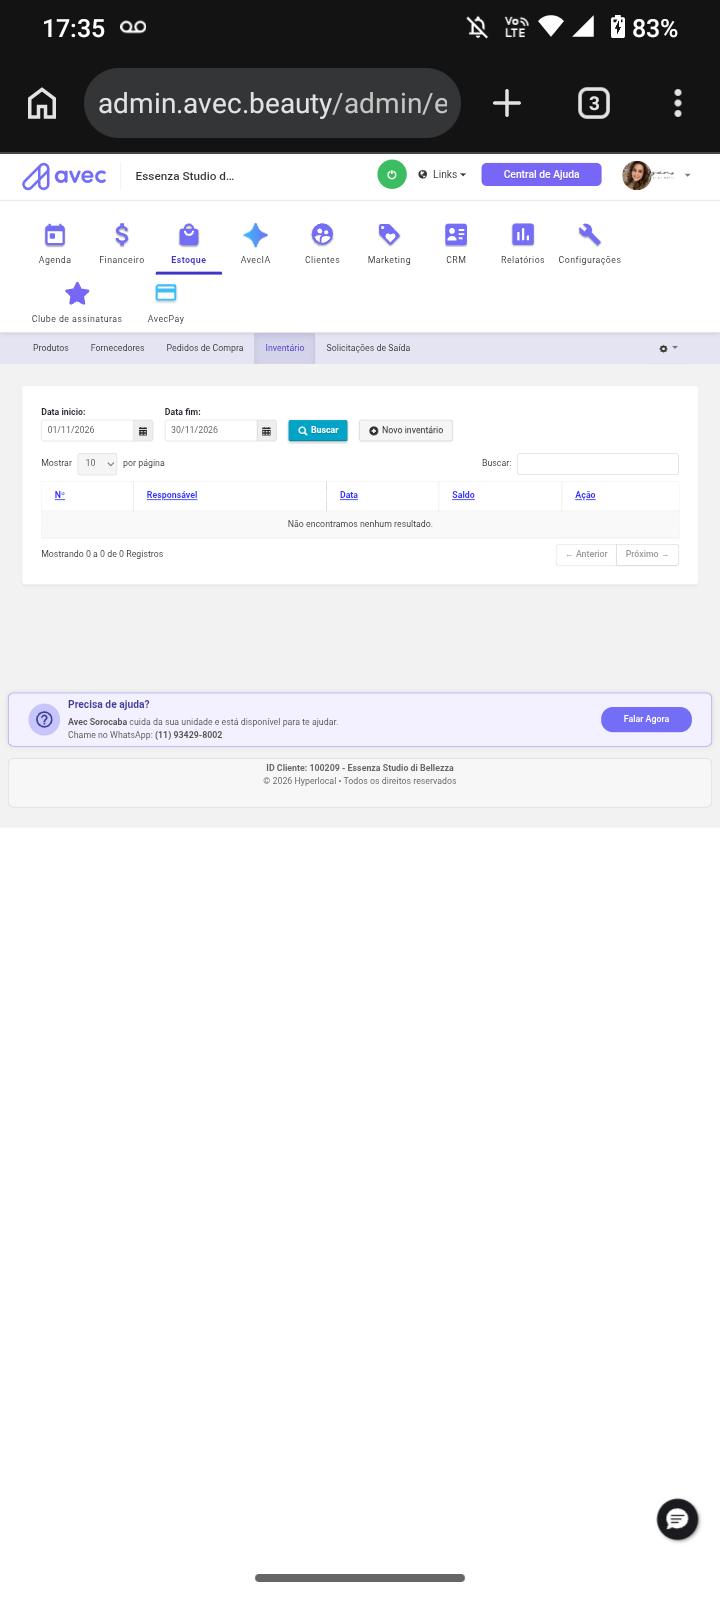 17:35
Vo LTE
83%
admin.avec.beauty/admin/e
3
avec
Essenza Studio d...
Links
Central de Ajuda
Agenda
Financeiro
Estoque
AvecIA
Clientes
Marketing
CRM
Relatórios
Configurações
Clube de assinaturas
AvecPay
Produtos
Fornecedores
Pedidos de Compra
Inventário
Solicitações de Saída
Data inicio:
Data fim:
01/11/2026
30/11/2026
Buscar
Novo inventário
Mostrar 10 por página
Buscar:
Nº
Responsável
Data
Saldo
Ação
Não encontramos nenhum resultado.
Mostrando 0 a 0 de 0 Registros
← Anterior
Próximo →
Precisa de ajuda?
Avec Sorocaba cuida da sua unidade e está disponível para te ajudar.
Chame no WhatsApp: (11) 93429-8002
Falar Agora
ID Cliente: 100209 - Essenza Studio di Bellezza
© 2026 Hyperlocal • Todos os direitos reservados